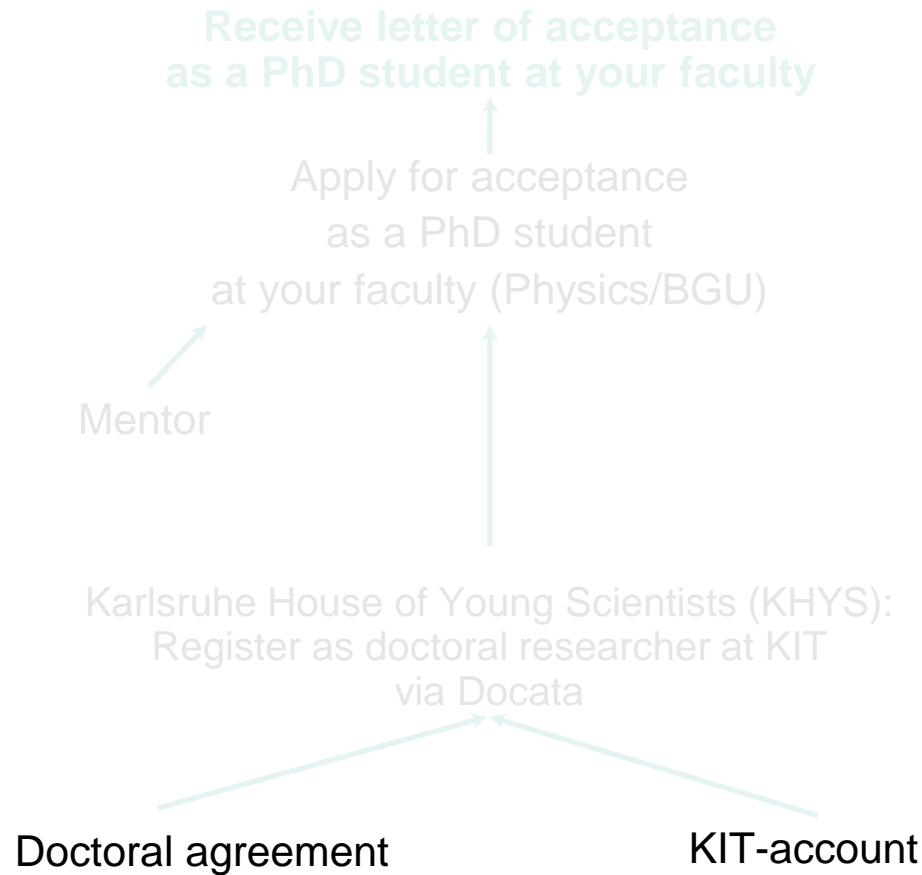 Receive letter of acceptance
as a PhD student at your faculty
Apply for acceptance
as a PhD student
at your faculty (Physics/BGU)
Mentor
Karlsruhe House of Young Scientists (KHYS):
Register as doctoral researcher at KIT
via Docata
Doctoral agreement
KIT-account